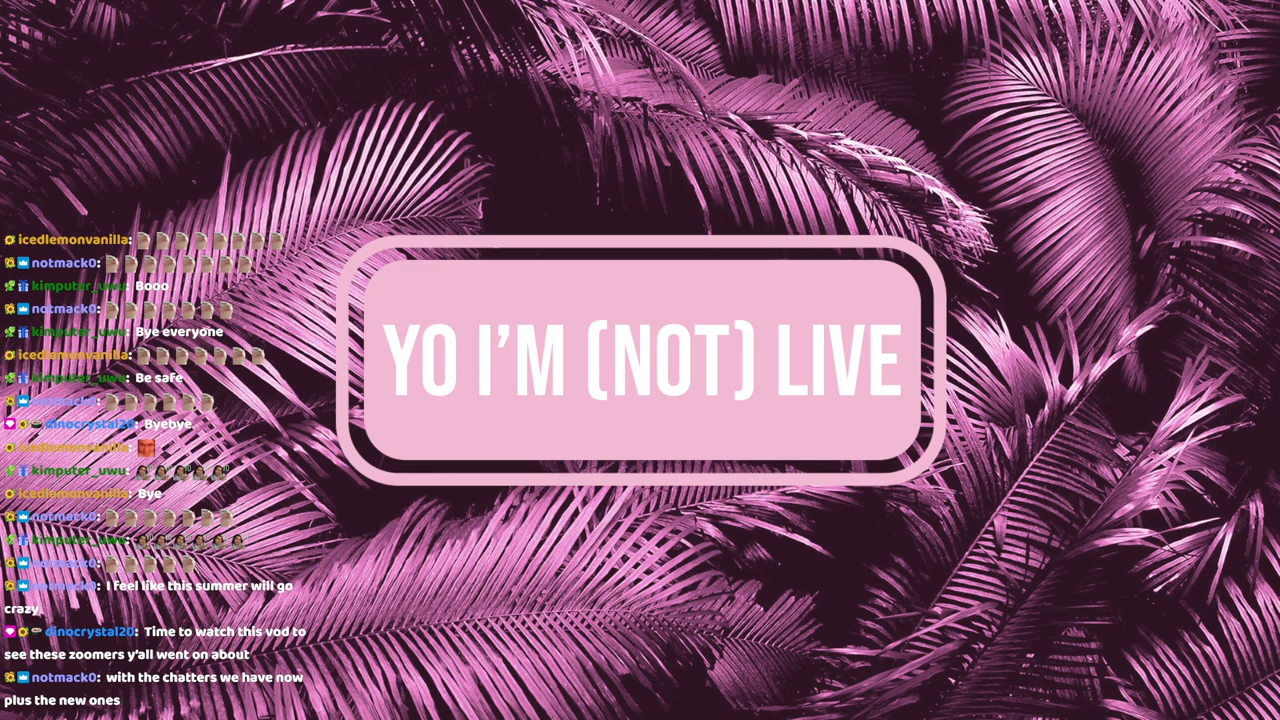 icedlemonvanilla:
notmack0:
kimputer_uwu: Booo
notmack0:
kimputer_uwu: Bye everyone
icedlemonvanilla:
kimputer_uwu: Be safe
notmack0:
dinocrystal20: Byebye.
icedlemonvanilla:
kimputer_uwu:
icedlemonvanilla: Bye
notmack0:
kimputer_uwu:
notmack0:
notmack0: I feel like this summer will go
crazy
dinocrystal20: Time to watch this vod to
see these zoomers y'all went on about
notmack0: with the chatters we have now
plus the new ones
YO I'M (NOT) LIVE